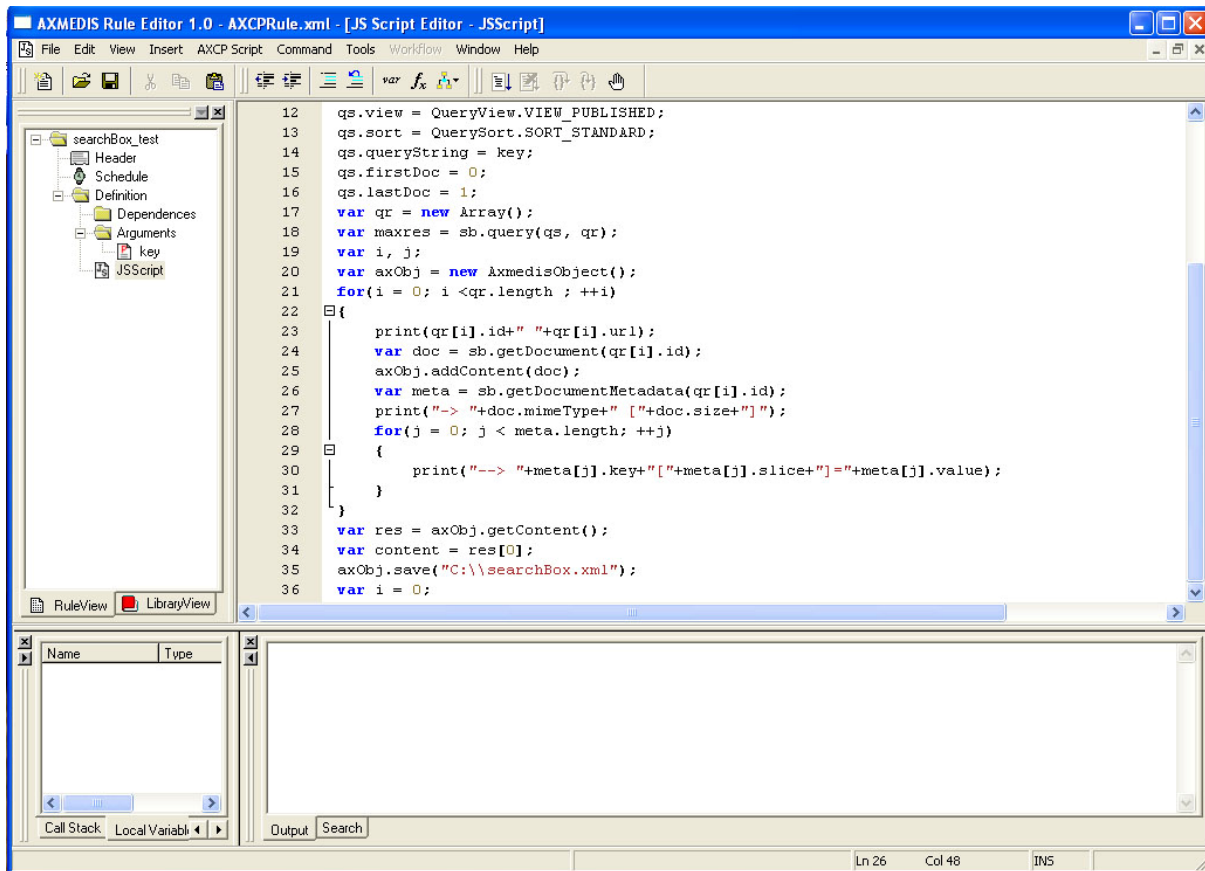 AXMEDIS Rule Editor 1.0 - AXCPRule.xml - [JS Script Editor - JSScript]
File Edit View Insert AXCP Script Command Tools Workflow Window Help
var fx
searchBox_test
Header
Schedule
Definition
Dependences
Arguments
key
JSScript
RuleView LibraryView
12 qs.view = QueryView.VIEW_PUBLISHED;
13 qs.sort = QuerySort.SORT_STANDARD;
14 qs.queryString = key;
15 qs.firstDoc = 0;
16 qs.lastDoc = 1;
17 var qr = new Array();
18 var maxres = sb.query(qs, qr);
19 var i, j;
20 var axObj = new AxmedisObject();
21 for(i = 0; i <qr.length ; ++i)
22 {
23 print(qr[i].id+" "+qr[i].url);
24 var doc = sb.getDocument(qr[i].id);
25 axObj.addContent(doc);
26 var meta = sb.getDocumentMetadata(qr[i].id);
27 print("-> "+doc.mimeType+" ["+doc.size+"]");
28 for(j = 0; j < meta.length; ++j)
29 {
30 print("--> "+meta[j].key+"["+meta[j].slice+"]="+meta[j].value);
31 }
32 }
33 var res = axObj.getContent();
34 var content = res[0];
35 axObj.save("C:\\searchBox.xml");
36 var i = 0;
Name Type
Call Stack Local Variabl
Output Search
Ln 26 Col 48 INS